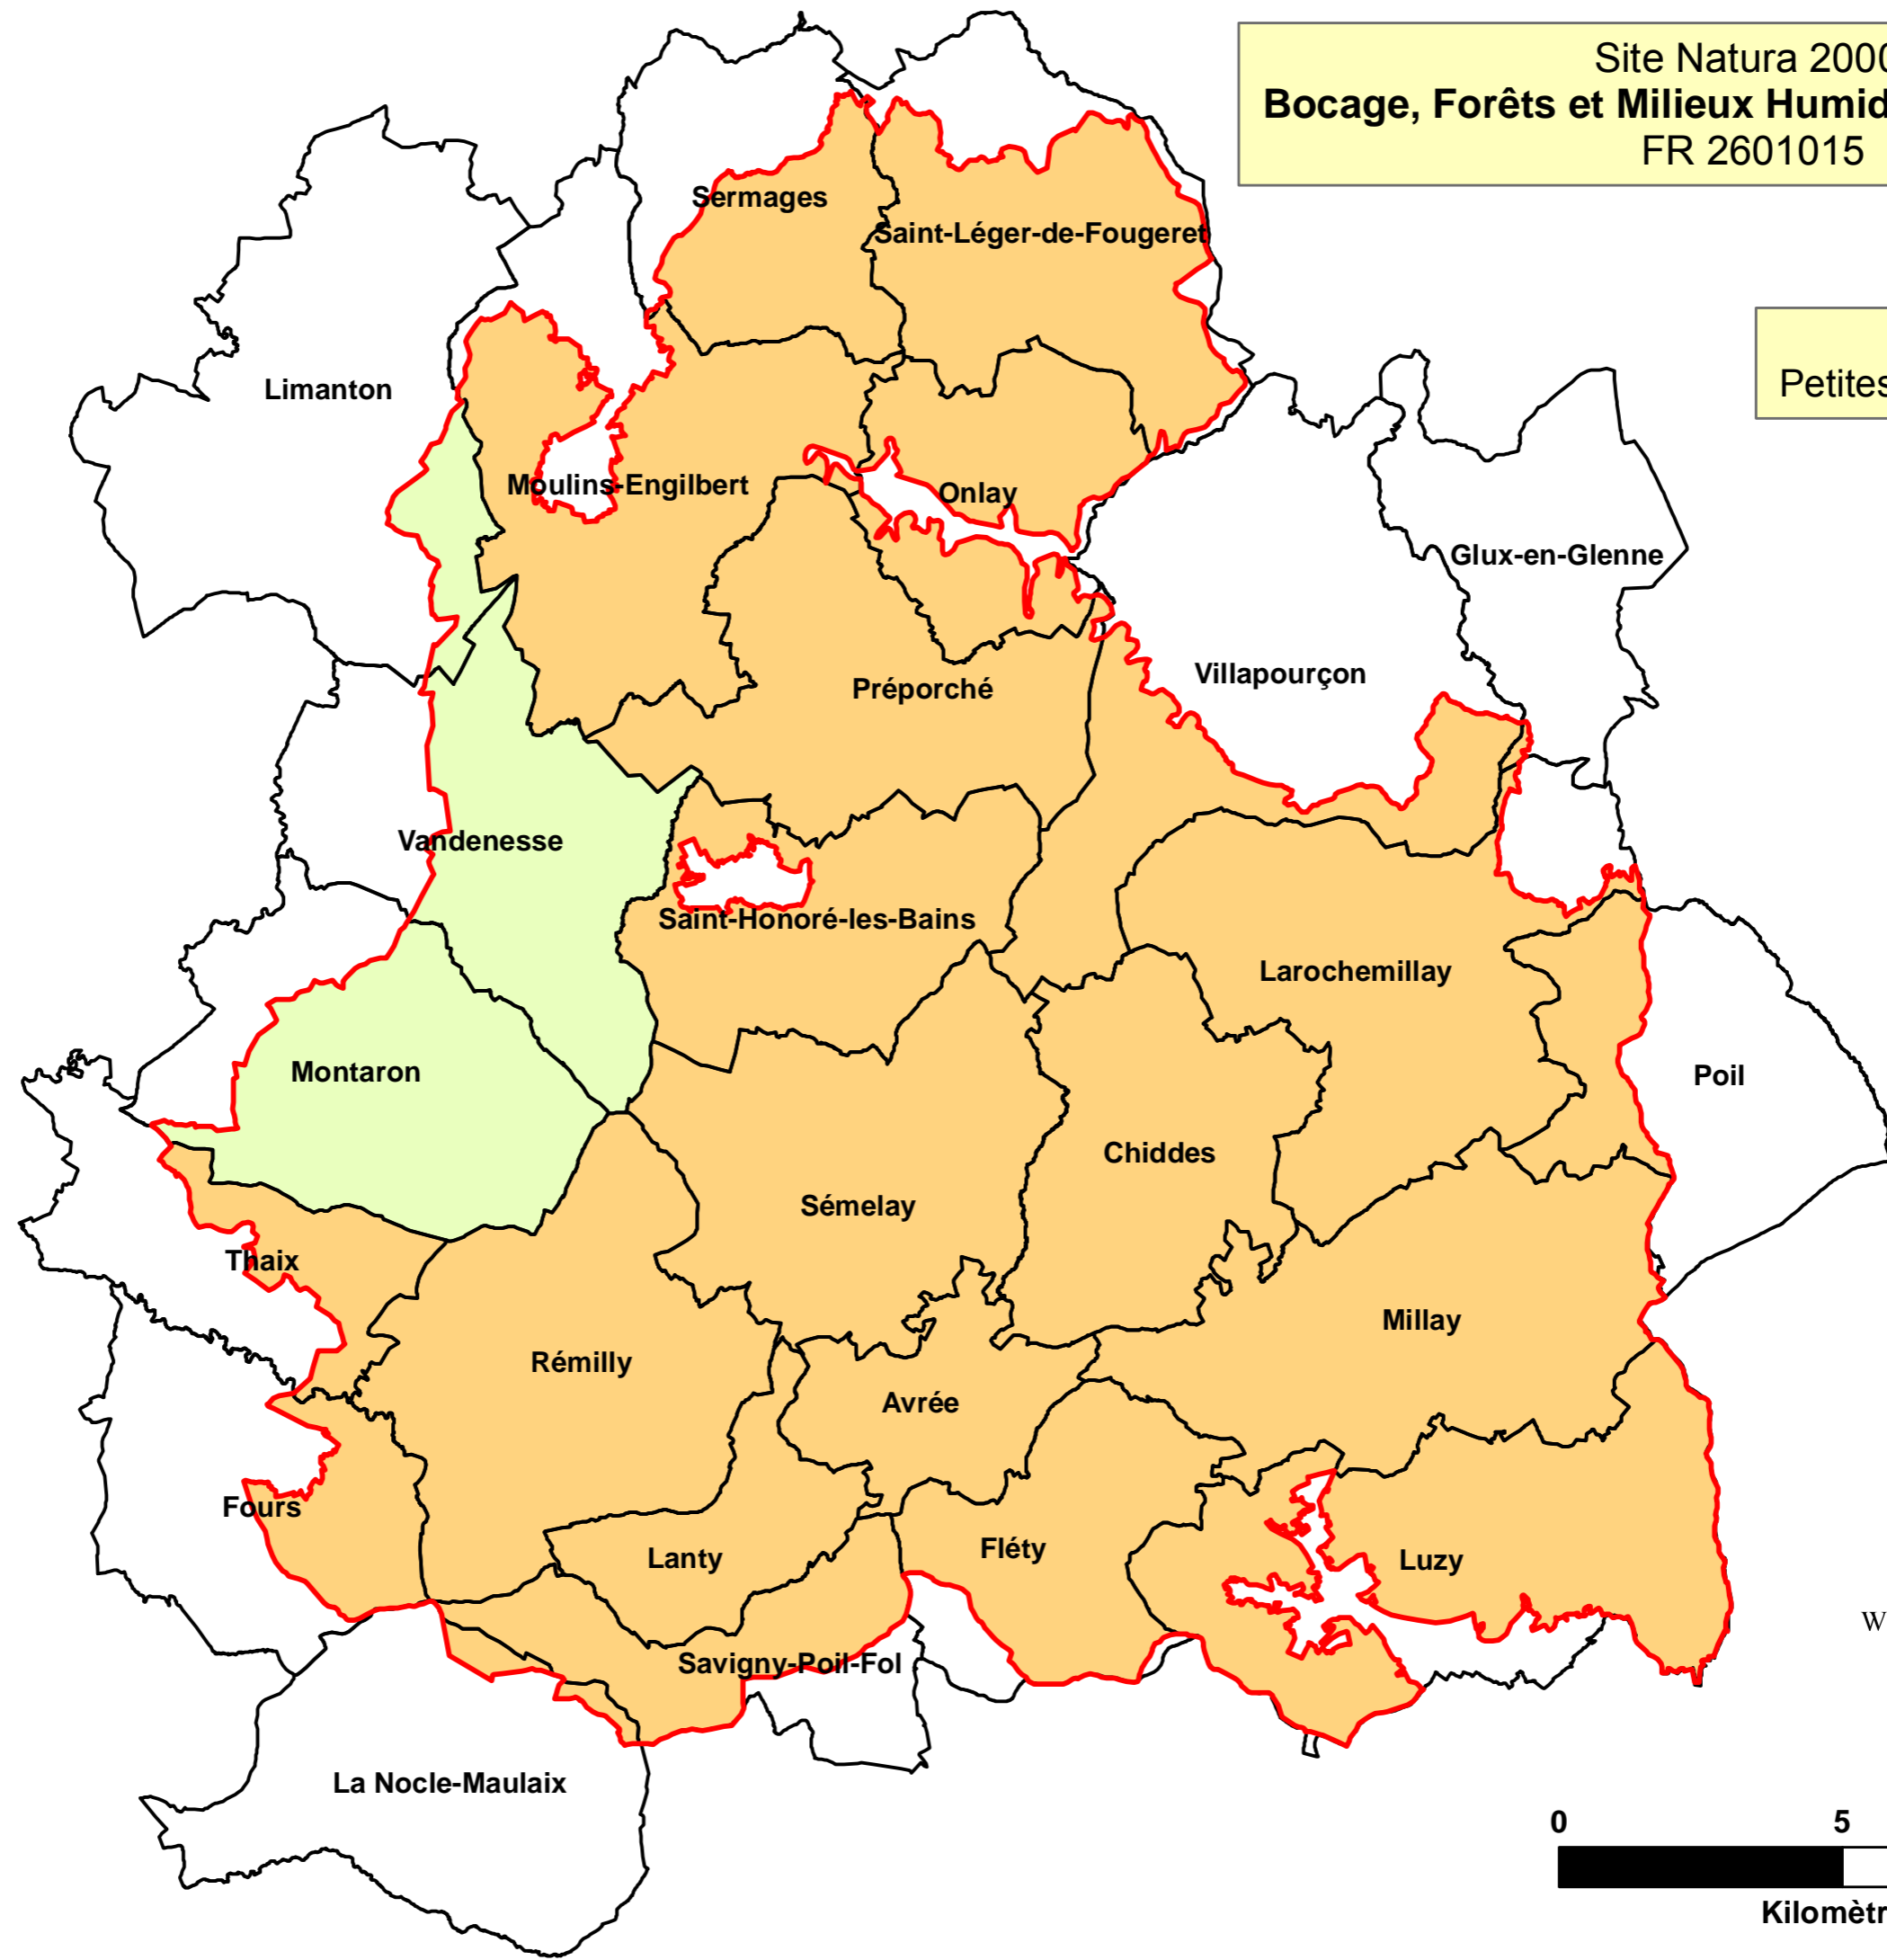 Site Natura 2000
Bocage, Forêts et Milieux Humid
FR 2601015
Petites
Sermages
Saint-Léger-de-Fougeret
Limanton
Moulins-Engilbert
Onlay
Glux-en-Glenne
Villapourçon
Préporché
Vandenesse
Saint-Honoré-les-Bains
Larochemillay
Montaron
Poil
Chiddes
Sémelay
Thaix
Millay
Rémilly
Avrée
Fours
Fléty
Lanty
Luzy
W
Savigny-Poil-Fol
La Nocle-Maulaix
0 5
Kilomètr